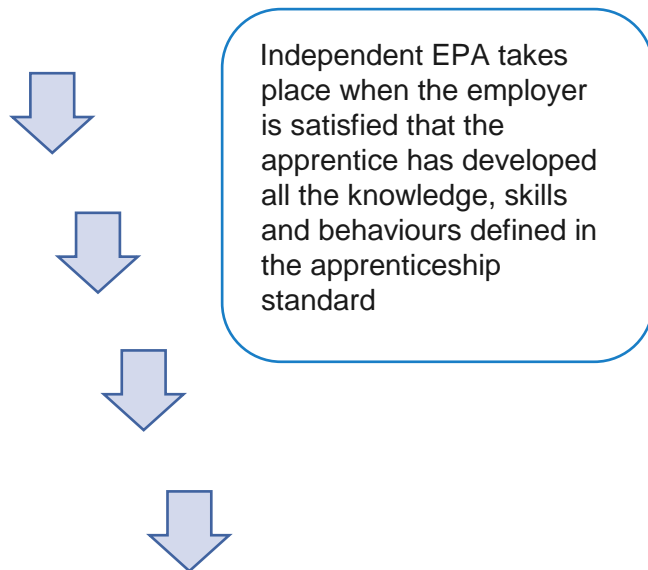 Independent EPA takes
place when the employer
is satisfied that the
apprentice has developed
all the knowledge, skills
and behaviours defined in
the apprenticeship
standard